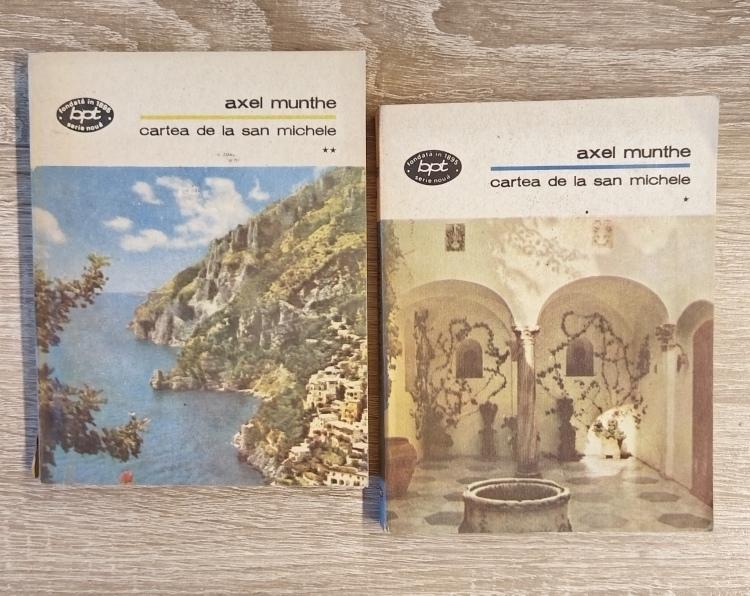 fondată în 1895
bpt
serie nouă
axel munthe
cartea de la san michele
**
fondată în 1895
bpt
serie nouă
axel munthe
cartea de la san michele
*